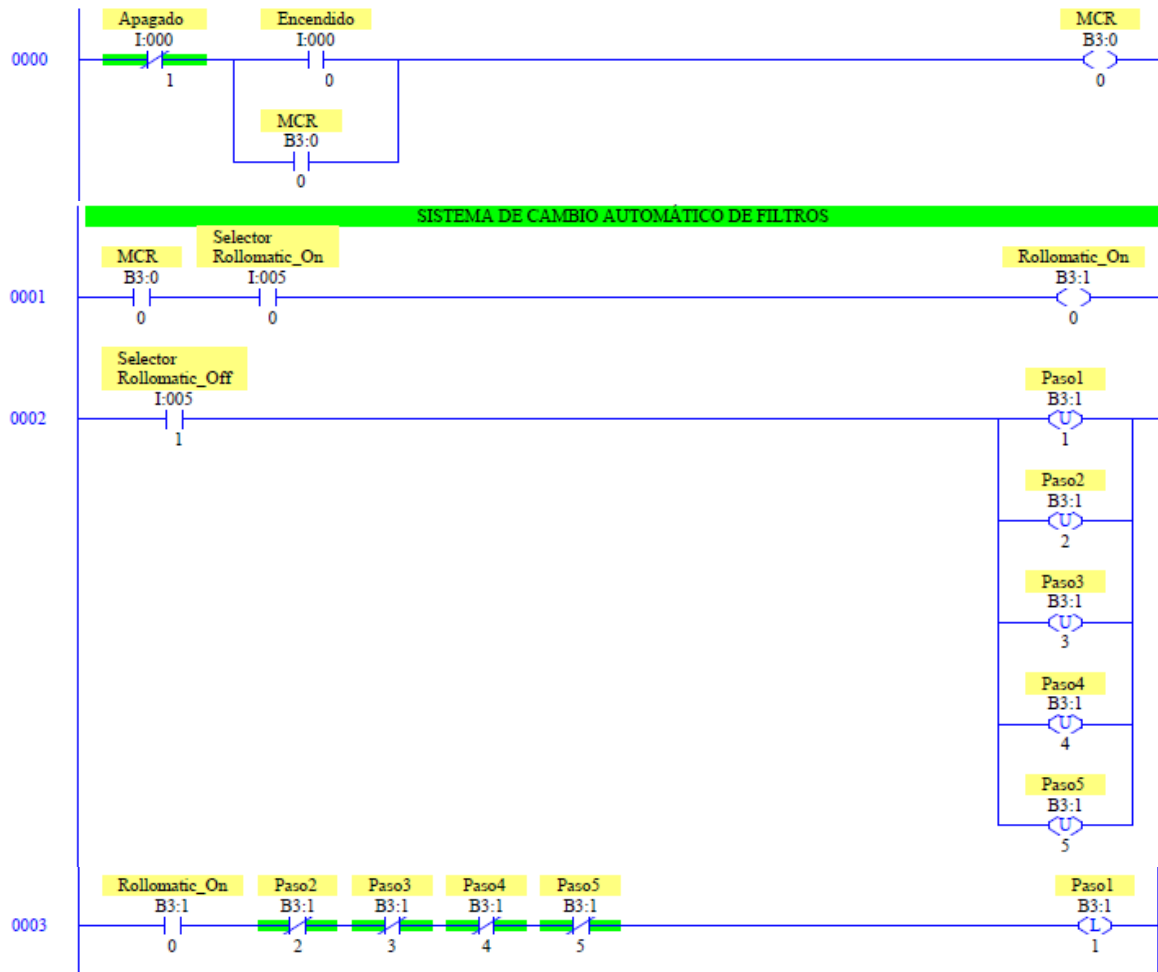 Apagado Encendido MCR
I:000 I:000 B3:0
0000
1 0 0
MCR
B3:0
0
SISTEMA DE CAMBIO AUTOMÁTICO DE FILTROS
Selector
MCR Rollomatic_On Rollomatic_On
B3:0 I:005 B3:1
0001
0 0 0
Selector
Rollomatic_Off Paso1
I:005 B3:1
0002 U
1 1
Paso2
B3:1
U
2
Paso3
B3:1
U
3
Paso4
B3:1
U
4
Paso5
B3:1
U
5
Rollomatic_On Paso2 Paso3 Paso4 Paso5 Paso1
B3:1 B3:1 B3:1 B3:1 B3:1 B3:1
0003 L
0 2 3 4 5 1